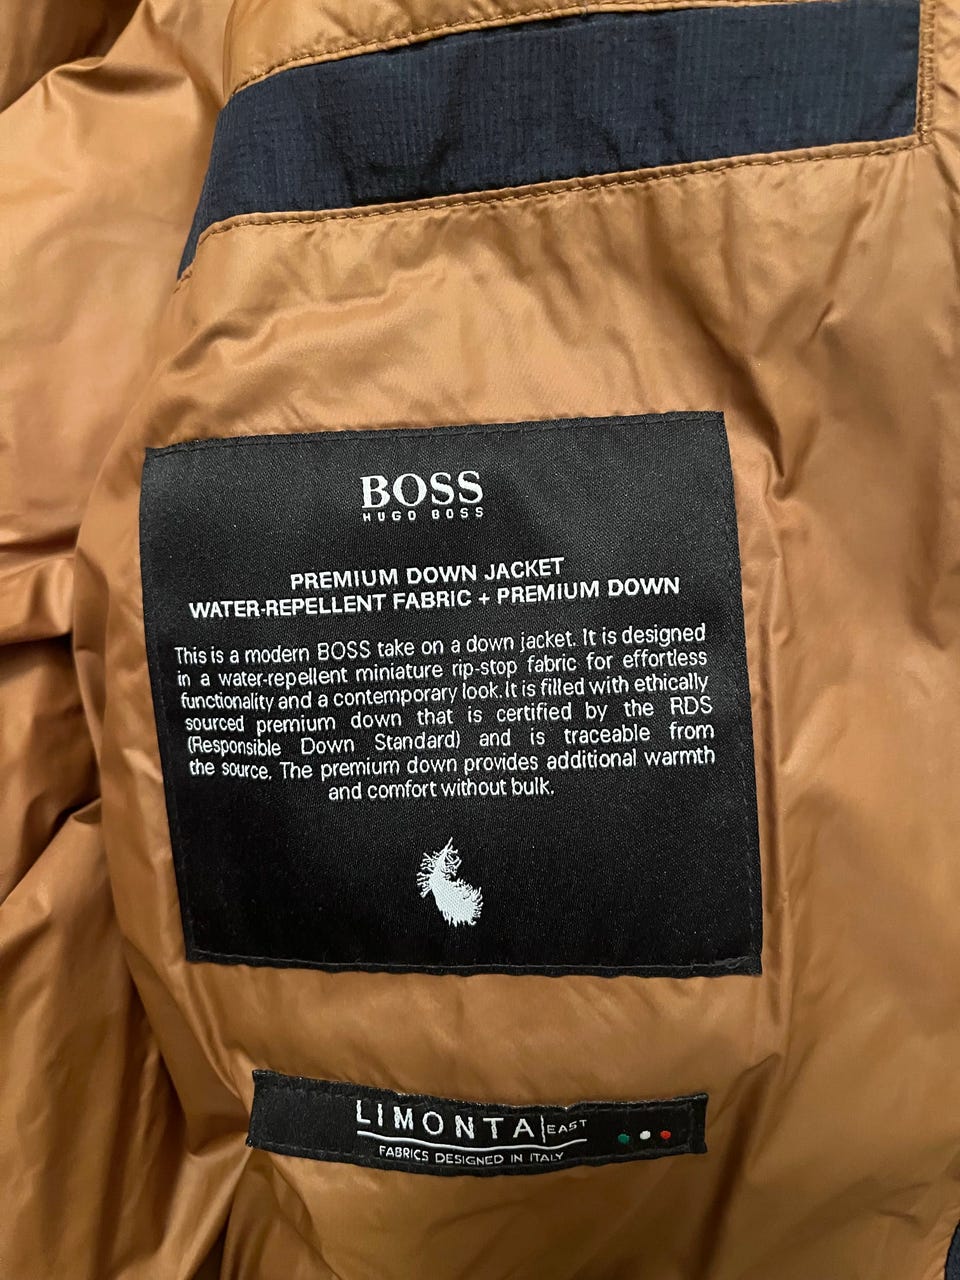 BOSS
HUGO BOSS
PREMIUM DOWN JACKET
WATER-REPELLENT FABRIC + PREMIUM DOWN
This is a modern BOSS take on a down jacket. It is designed
in a water-repellent miniature rip-stop fabric for effortless
functionality and a contemporary look. It is filled with ethically
sourced premium down that is certified by the RDS
(Responsible Down Standard) and is traceable from
the source. The premium down provides additional warmth
and comfort without bulk.
LIMONTA|EAST
FABRICS DESIGNED IN ITALY